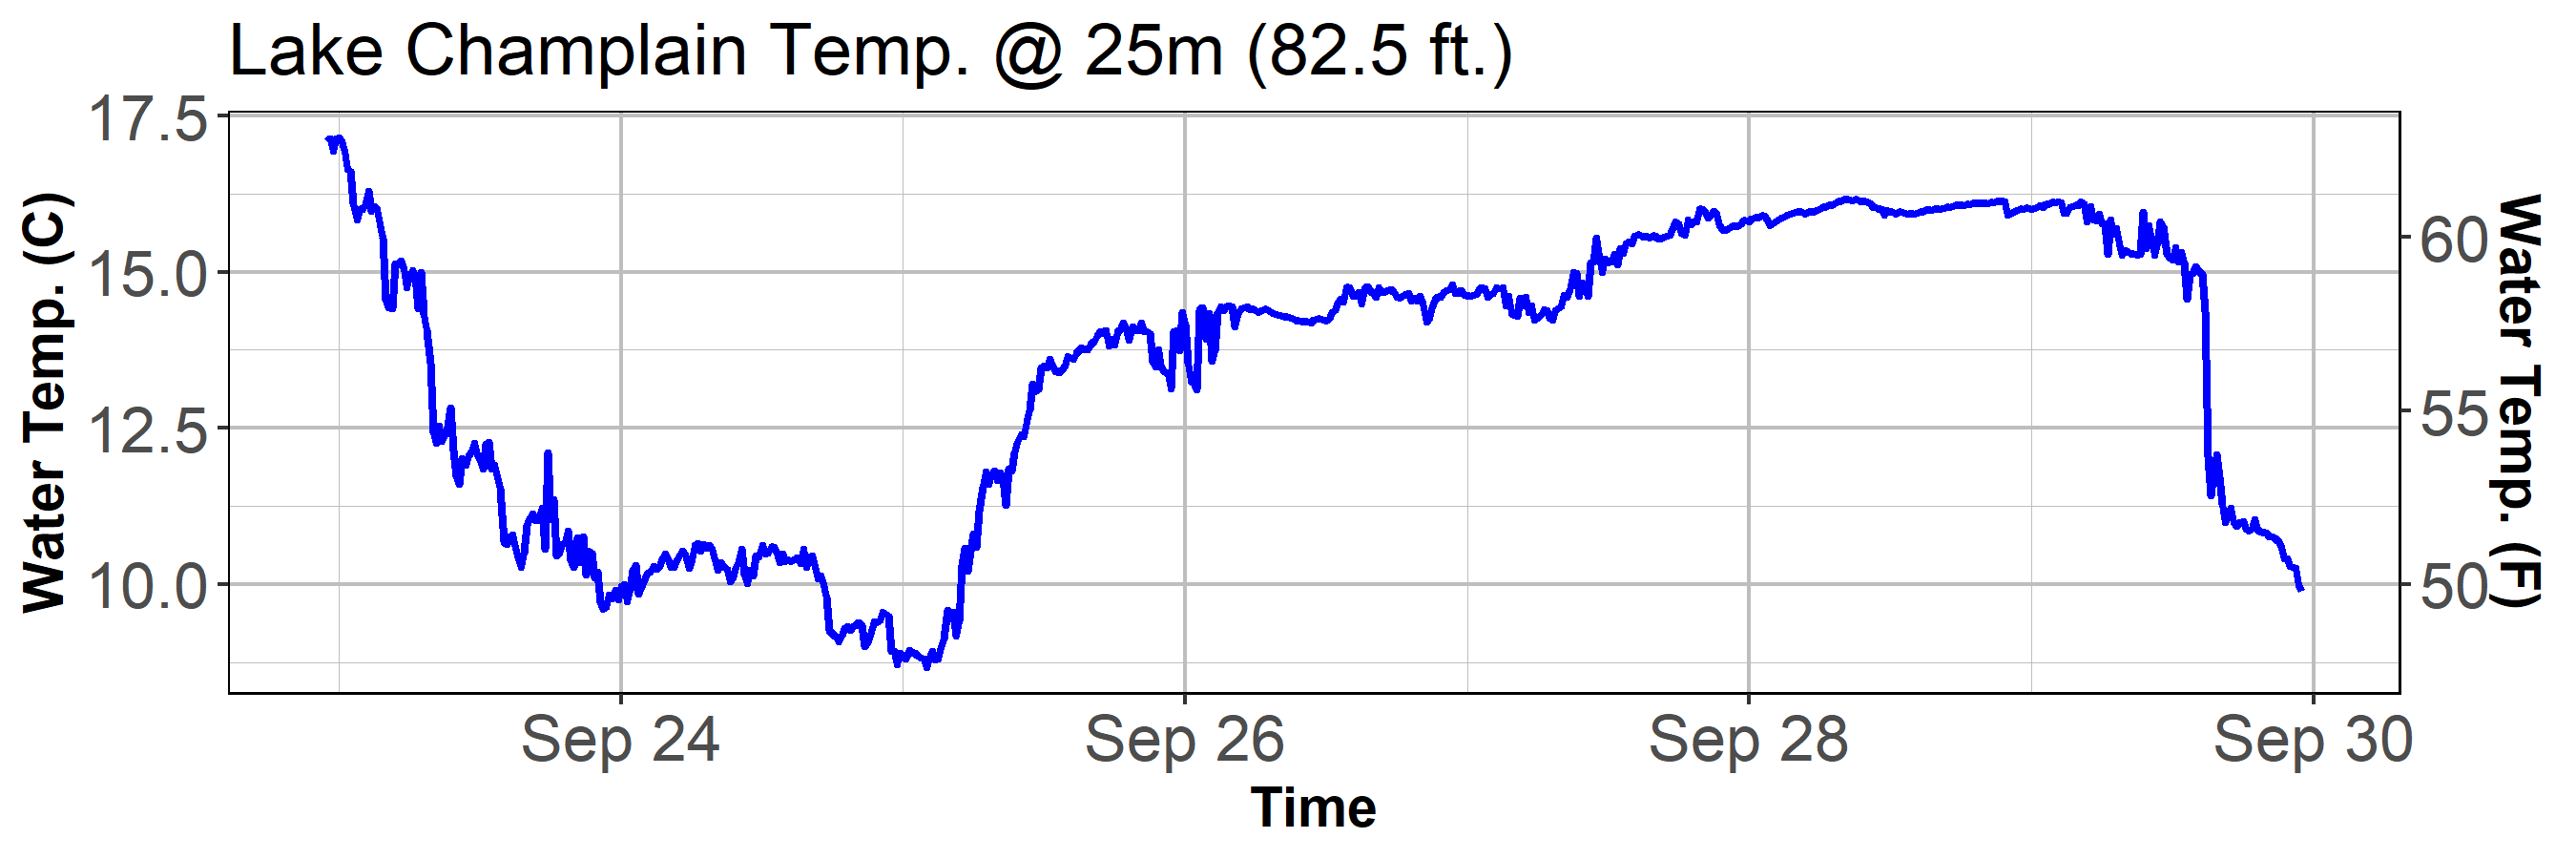 Lake Champlain Temp. @ 25m (82.5 ft.)
Water Temp. (C)
17.5
15.0
12.5
10.0
60
55
50
Water Temp. (F)
Sep 24 Sep 26 Sep 28 Sep 30
Time